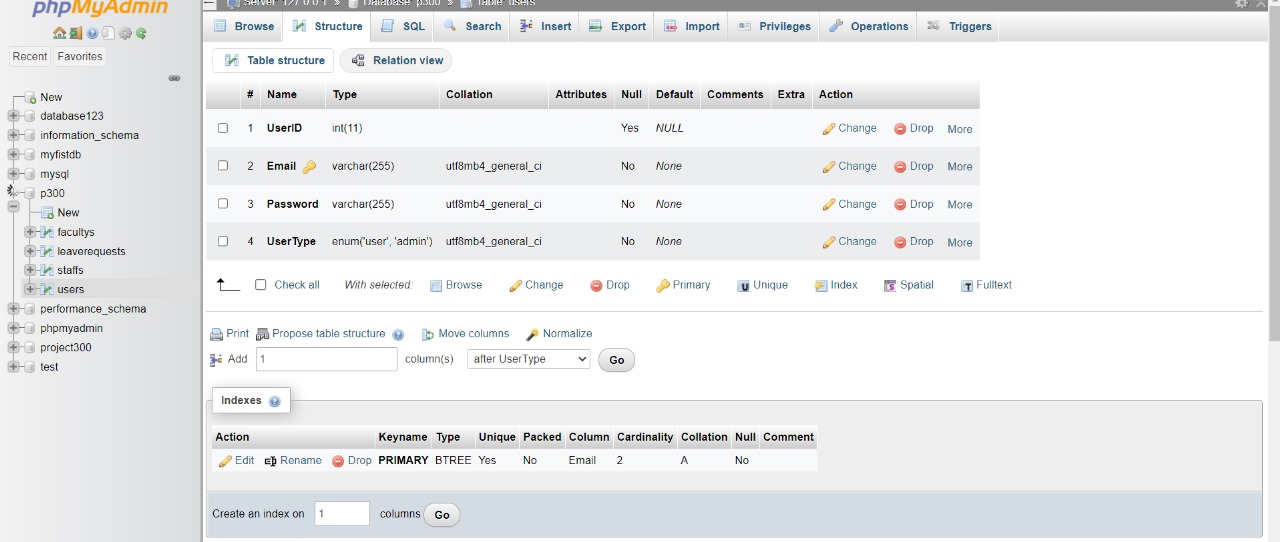 phpMyAdmin
Server: 127.0.0.1 » Database: p300 » Table: users
Browse Structure SQL Search Insert Export Import Privileges Operations Triggers
Recent Favorites
Table structure Relation view
New
database123
information_schema
myfistdb
mysql
p300
New
facultys
leaverequests
staffs
users
performance_schema
phpmyadmin
project300
test
# Name Type Collation Attributes Null Default Comments Extra Action
1 UserID int(11) Yes NULL Change Drop More
2 Email varchar(255) utf8mb4_general_ci No None Change Drop More
3 Password varchar(255) utf8mb4_general_ci No None Change Drop More
4 UserType enum('user', 'admin') utf8mb4_general_ci No None Change Drop More
Check all With selected: Browse Change Drop Primary Unique Index Spatial Fulltext
Print Propose table structure Move columns Normalize
Add 1 column(s) after UserType Go
Indexes
Action Keyname Type Unique Packed Column Cardinality Collation Null Comment
Edit Rename Drop PRIMARY BTREE Yes No Email 2 A No
Create an index on 1 columns Go